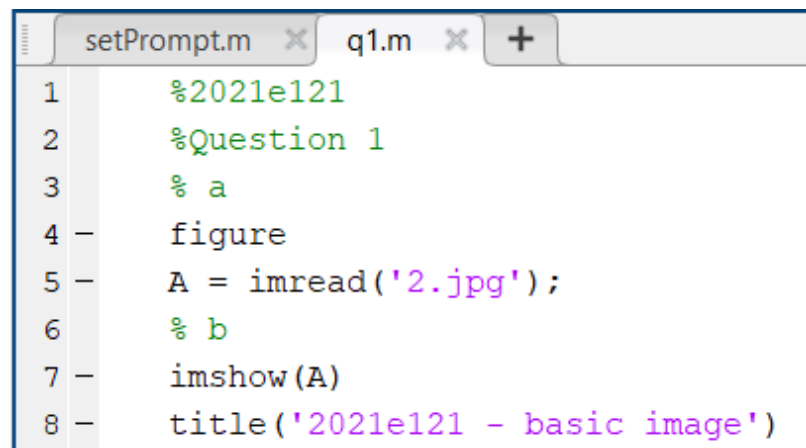 setPrompt.m × q1.m × +
1 %2021e121
2 %Question 1
3 % a
4 – figure
5 – A = imread('2.jpg');
6 % b
7 – imshow(A)
8 – title('2021e121 - basic image')